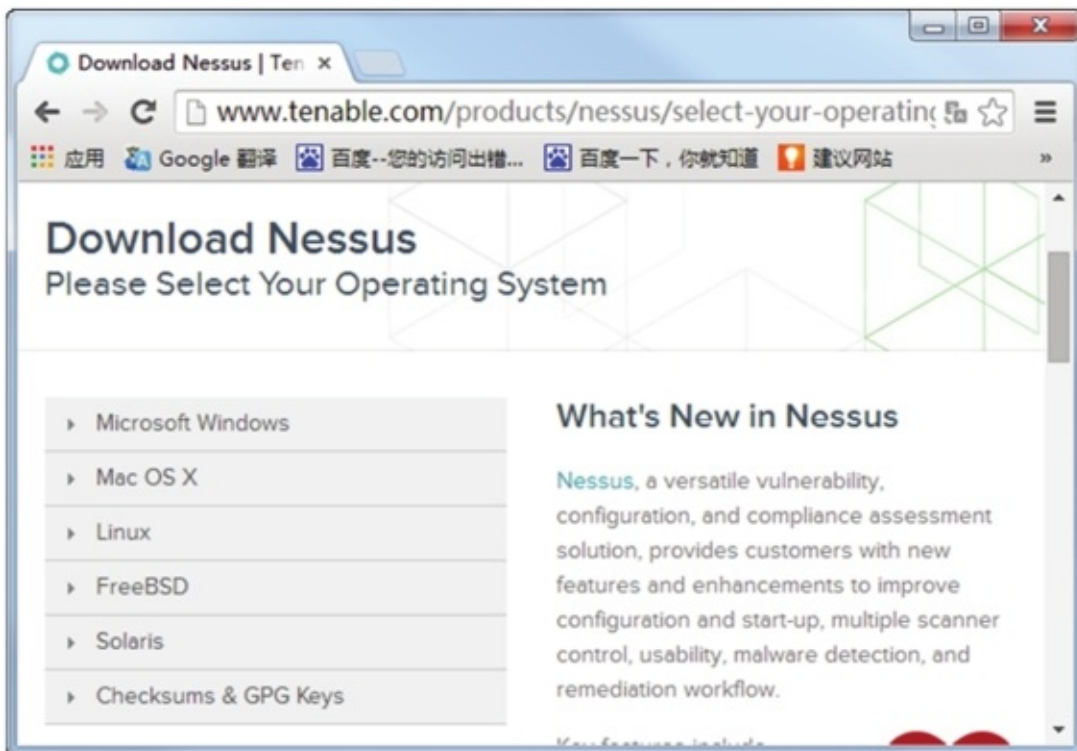 Download Nessus | Ten
www.tenable.com/products/nessus/select-your-operating
应用 Google 翻译 百度--您的访问出错... 百度一下，你就知道 建议网站 »
Download Nessus
Please Select Your Operating System
Microsoft Windows
Mac OS X
Linux
FreeBSD
Solaris
Checksums & GPG Keys
What's New in Nessus
Nessus, a versatile vulnerability,
configuration, and compliance assessment
solution, provides customers with new
features and enhancements to improve
configuration and start-up, multiple scanner
control, usability, malware detection, and
remediation workflow.
Key features include